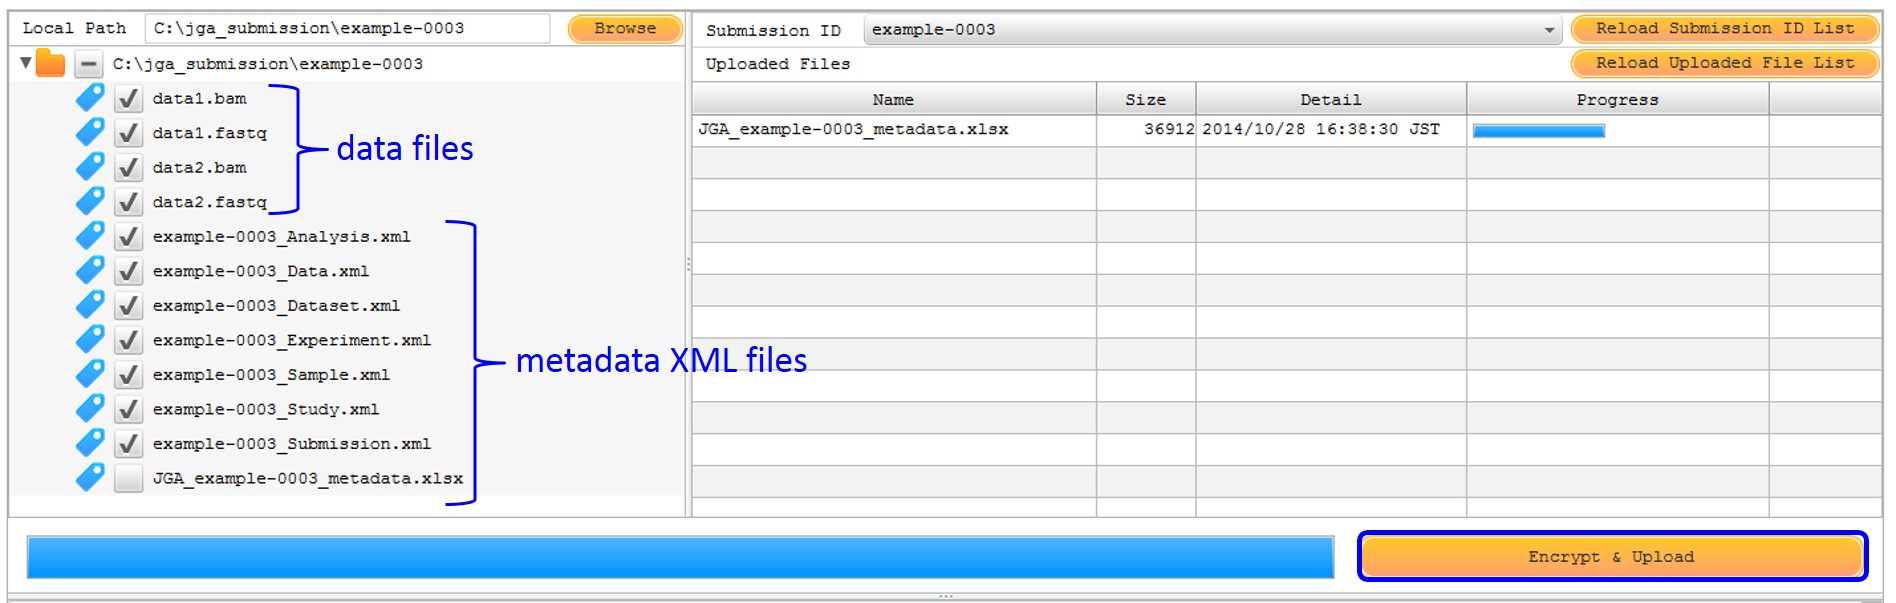 Local Path C:\jga_submission\example-0003 Browse
C:\jga_submission\example-0003
data1.bam
data1.fastq
data2.bam
data2.fastq
data files
example-0003_Analysis.xml
example-0003_Data.xml
example-0003_Dataset.xml
example-0003_Experiment.xml
example-0003_Sample.xml
example-0003_Study.xml
example-0003_Submission.xml
JGA_example-0003_metadata.xlsx
metadata XML files
Submission ID example-0003 Reload Submission ID List
Uploaded Files Reload Uploaded File List
Name Size Detail Progress
JGA_example-0003_metadata.xlsx 36912 2014/10/28 16:38:30 JST
Encrypt & Upload